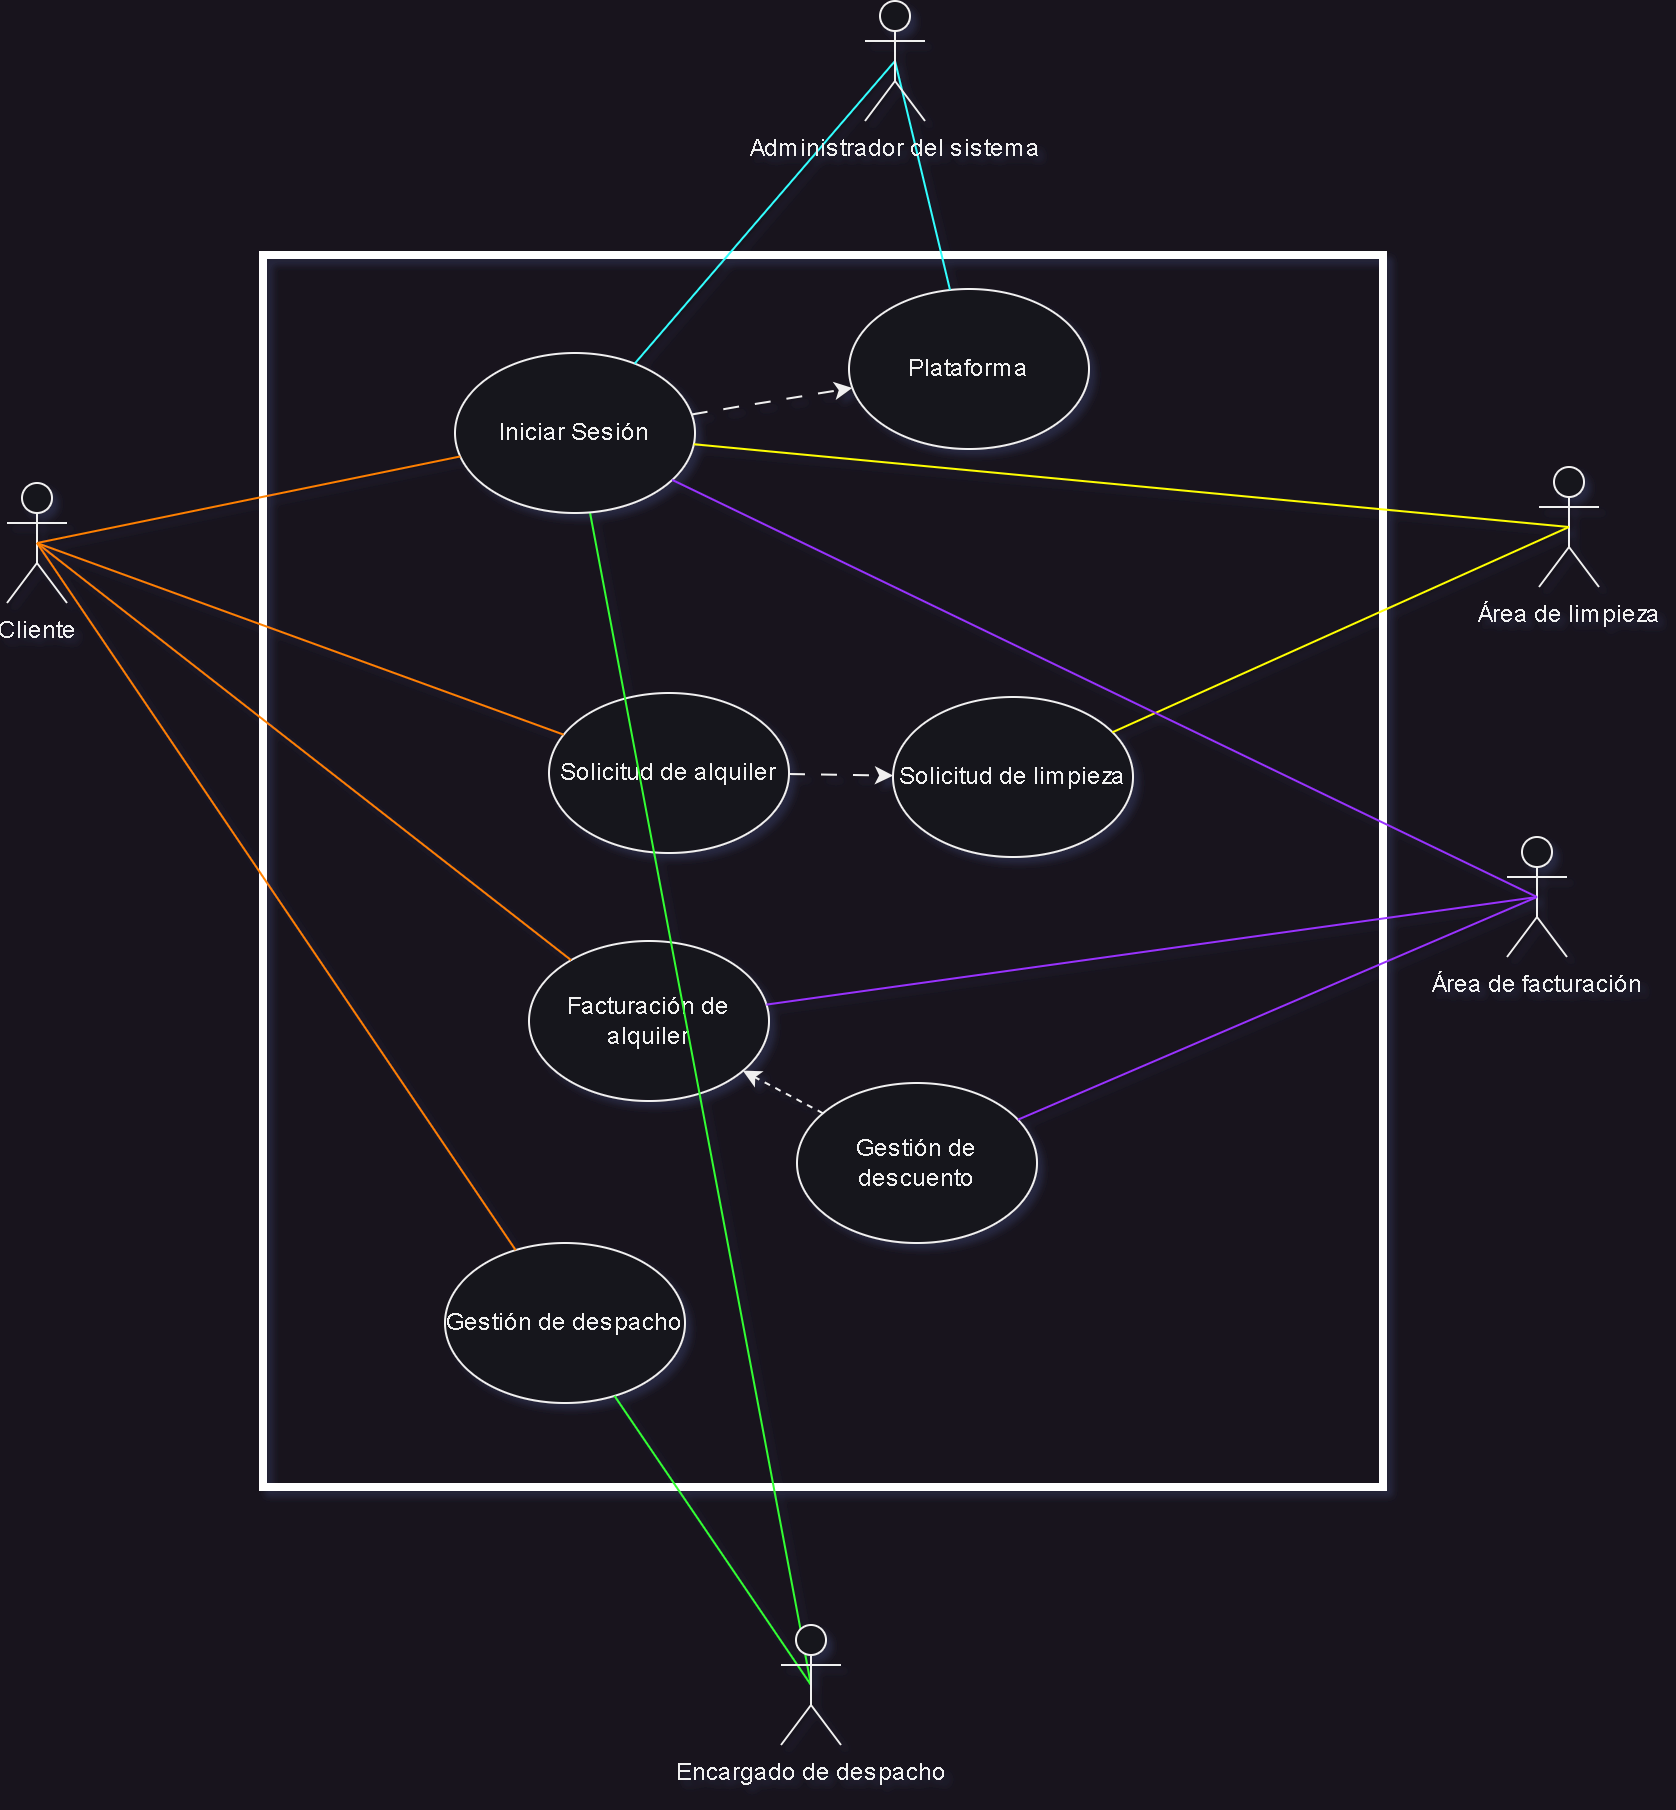 Administrador del sistema
Plataforma
Iniciar Sesión
Área de limpieza
Cliente
Solicitud de alquiler
Solicitud de limpieza
Área de facturación
Facturación de
alquiler
Gestión de
descuento
Gestión de despacho
Encargado de despacho